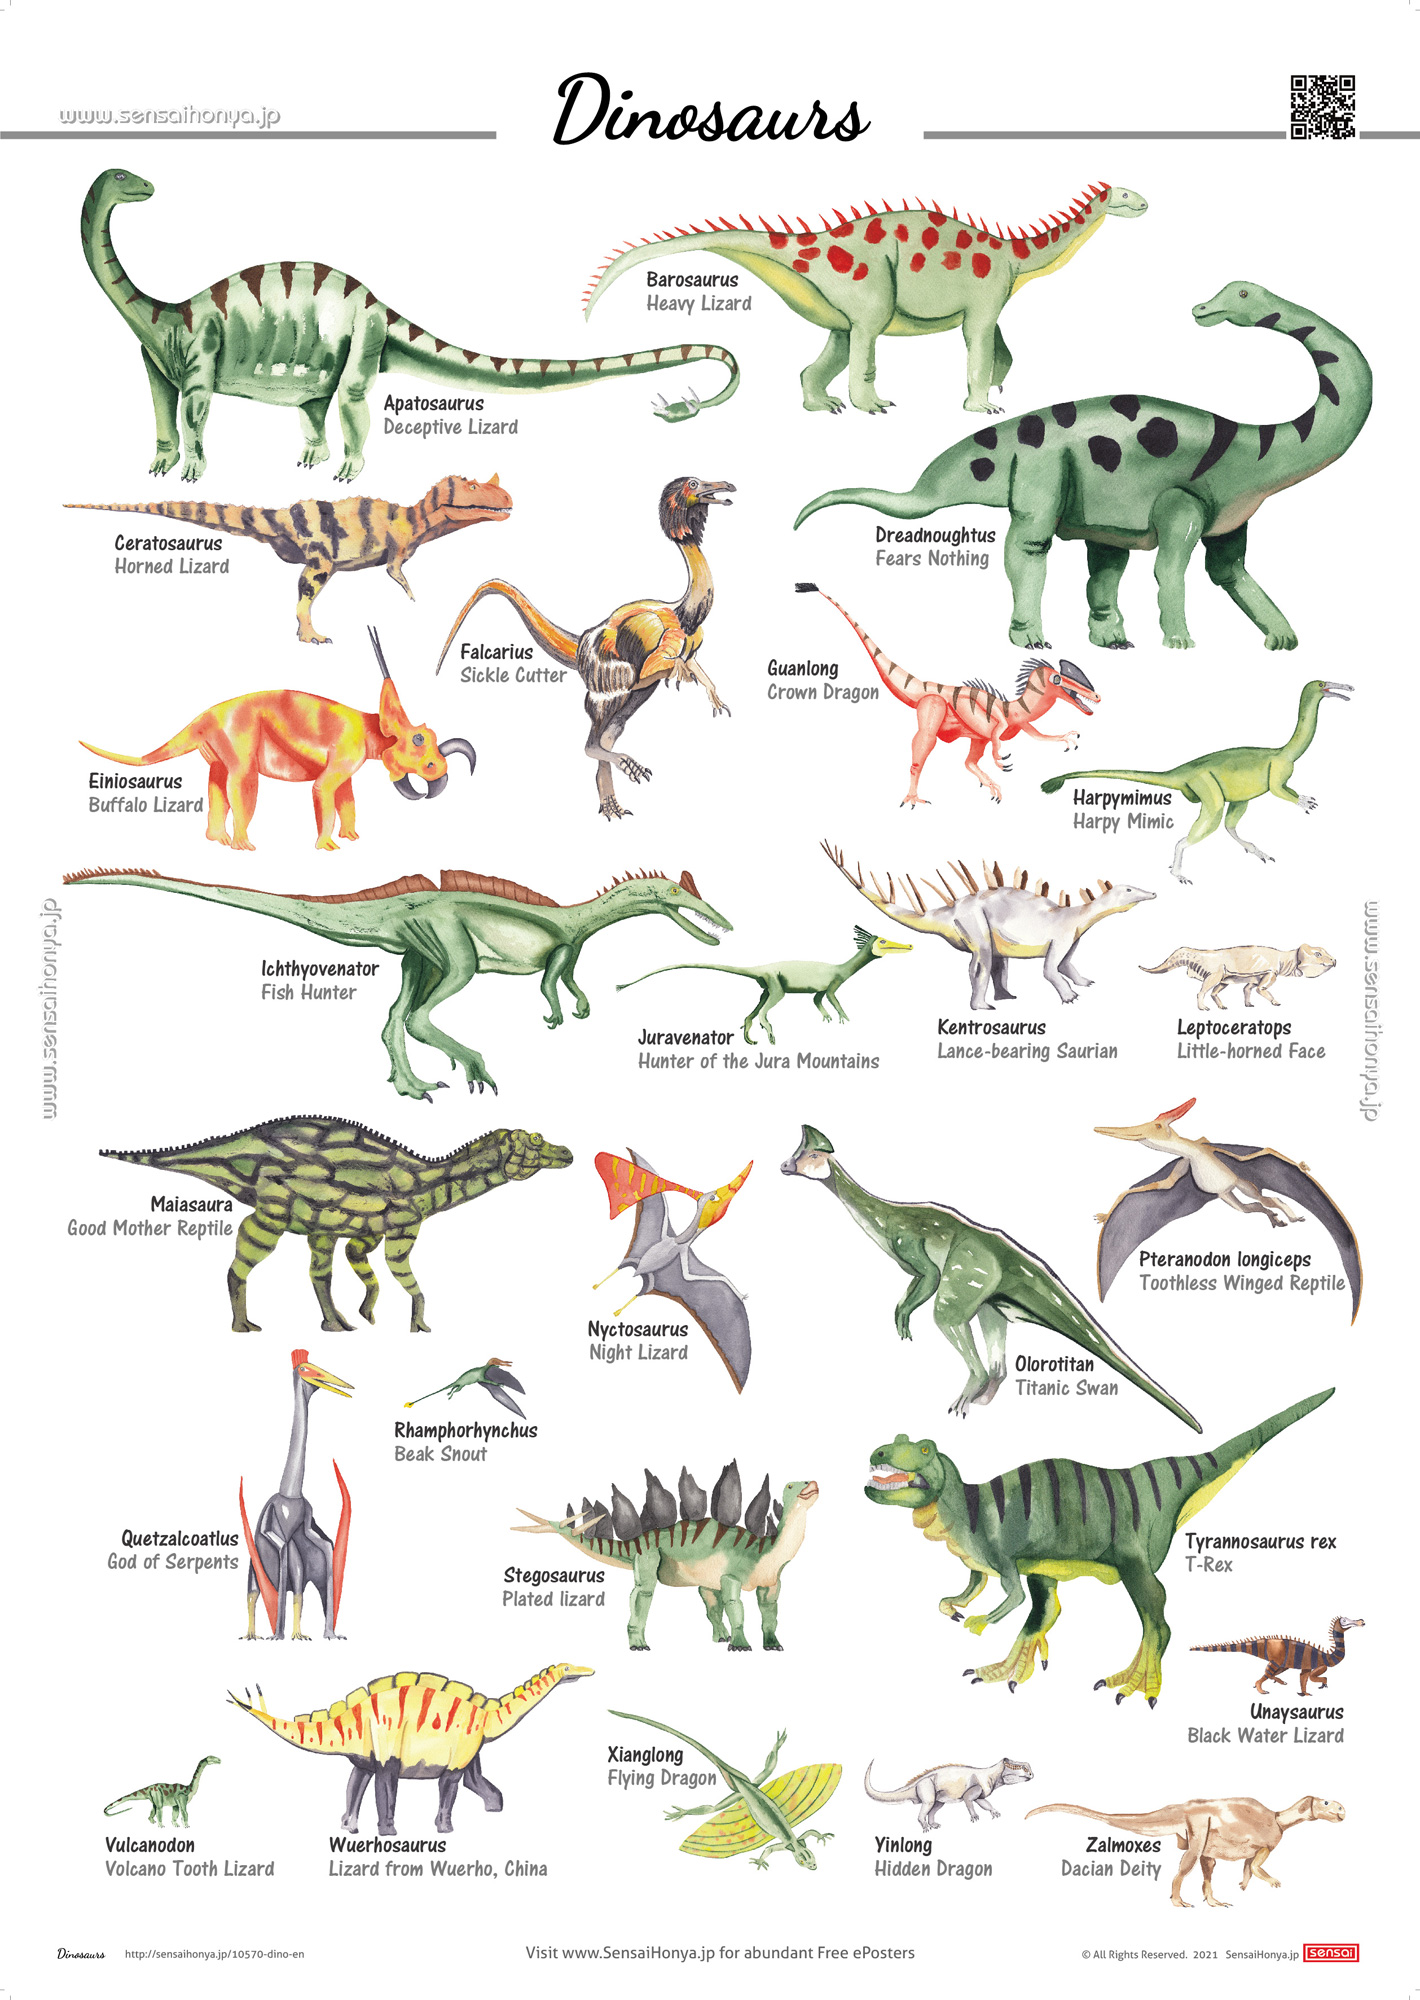 www.sensaihonya.jp
Dinosaurs
Barosaurus
Heavy Lizard
Apatosaurus
Deceptive Lizard
Ceratosaurus
Horned Lizard
Dreadnoughtus
Fears Nothing
Falcarius
Sickle Cutter
Guanlong
Crown Dragon
Einiosaurus
Buffalo Lizard
Harpymimus
Harpy Mimic
www.sensaihonya.jp
www.sensaihonya.jp
Ichthyovenator
Fish Hunter
Juravenator
Hunter of the Jura Mountains
Kentrosaurus
Lance-bearing Saurian
Leptoceratops
Little-horned Face
Maiasaura
Good Mother Reptile
Pteranodon longiceps
Toothless Winged Reptile
Nyctosaurus
Night Lizard
Olorotitan
Titanic Swan
Rhamphorhynchus
Beak Snout
Quetzalcoatlus
God of Serpents
Stegosaurus
Plated lizard
Tyrannosaurus rex
T-Rex
Unaysaurus
Black Water Lizard
Xianglong
Flying Dragon
Vulcanodon
Volcano Tooth Lizard
Wuerhosaurus
Lizard from Wuerho, China
Yinlong
Hidden Dragon
Zalmoxes
Dacian Deity
Dinosaurs
http://sensaihonya.jp/10570-dino-en
Visit www.SensaiHonya.jp for abundant Free ePosters
© All Rights Reserved. 2021 SensaiHonya.jp
sensai